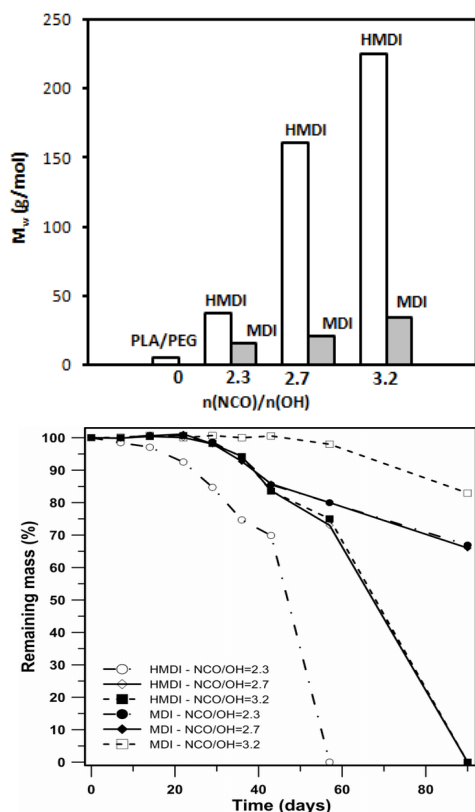 250
200
150
100
50
0
M_w (g/mol)
HMDI
HMDI
HMDI
MDI
MDI
MDI
PLA/PEG
0 2.3 2.7 3.2
n(NCO)/n(OH)
100
90
80
70
60
50
40
30
20
10
0
Remaining mass (%)
HMDI - NCO/OH=2.3
HMDI - NCO/OH=2.7
HMDI - NCO/OH=3.2
MDI - NCO/OH=2.3
MDI - NCO/OH=2.7
MDI - NCO/OH=3.2
0 20 40 60 80
Time (days)